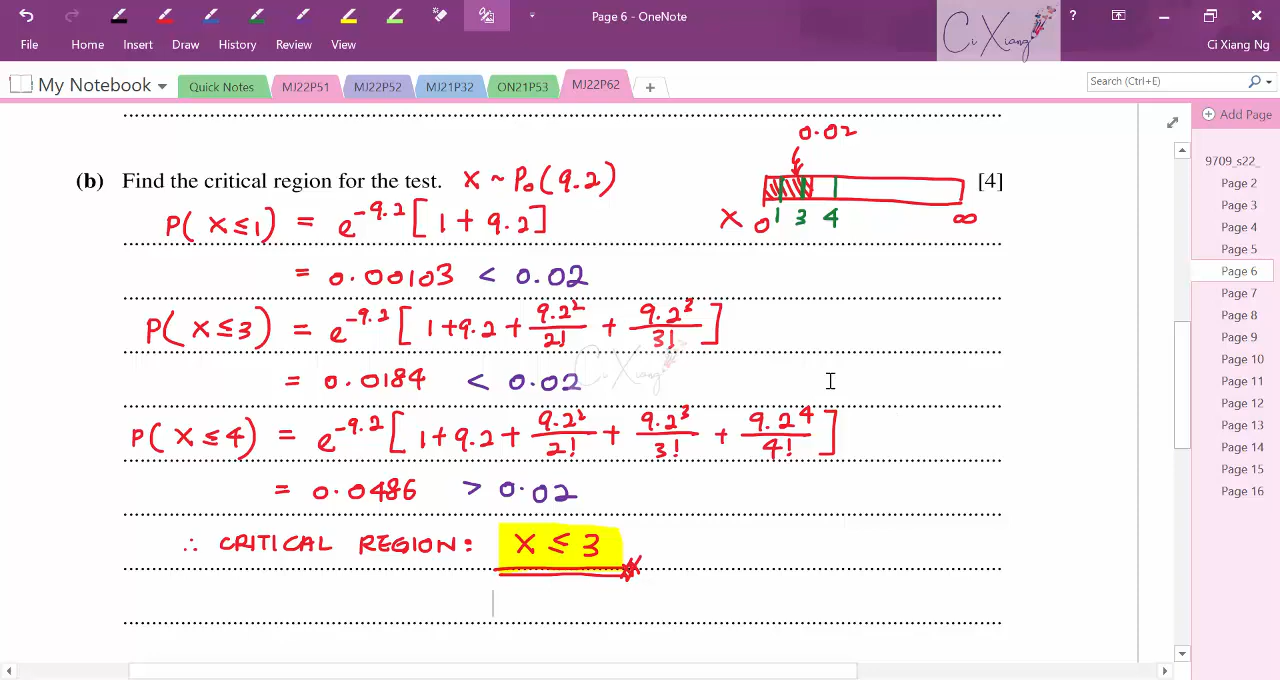 Page 6 - OneNote
Ci Xiang
?
File Home Insert Draw History Review View
Ci Xiang Ng
My Notebook
Quick Notes MJ22P51 MJ22P52 MJ21P32 ON21P53 MJ22P62 +
Search (Ctrl+E)
Add Page
9709_s22_
Page 2
Page 3
Page 4
Page 5
Page 6
Page 7
Page 8
Page 9
Page 10
Page 11
Page 12
Page 13
Page 14
Page 15
Page 16
0.02
(b) Find the critical region for the test. X ~ Po(9.2) [4]
X 0 1 3 4 ∞
P(X≤1) = e^-9.2 [1 + 9.2]
= 0.00103 < 0.02
P(X≤3) = e^-9.2 [1+9.2+ 9.2²/2! + 9.2³/3!]
Ci Xiang
= 0.0184 < 0.02
P(X≤4) = e^-9.2 [1+9.2+ 9.2²/2! + 9.2³/3! + 9.2⁴/4!]
= 0.0486 > 0.02
∴ CRITICAL REGION: X ≤ 3